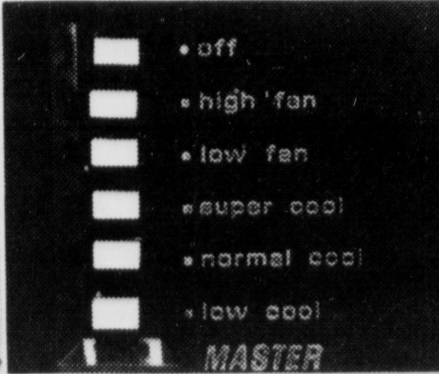 • off
• high fan
• low fan
• super cool
• normal cool
• low cool
MASTER